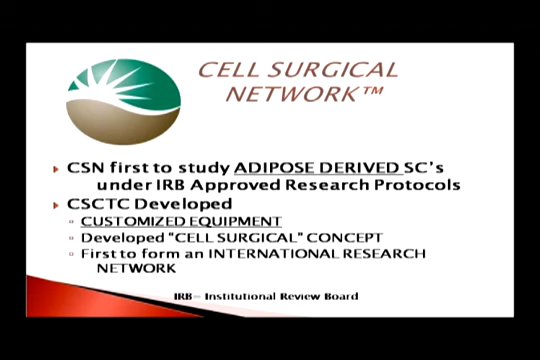 CELL SURGICAL
NETWORK™
CSN first to study ADIPOSE DERIVED SC's
under IRB Approved Research Protocols
CSCTC Developed
CUSTOMIZED EQUIPMENT
Developed "CELL SURGICAL" CONCEPT
First to form an INTERNATIONAL RESEARCH
NETWORK
IRB= Institutional Review Board